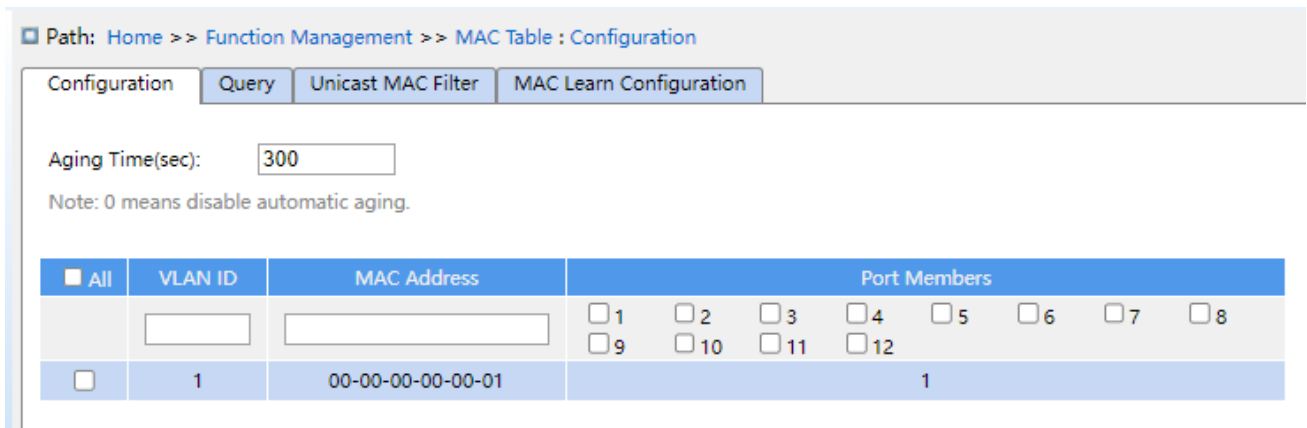 Path: Home >> Function Management >> MAC Table : Configuration
Configuration Query Unicast MAC Filter MAC Learn Configuration
Aging Time(sec): 300
Note: 0 means disable automatic aging.
All VLAN ID MAC Address Port Members
1 2 3 4 5 6 7 8
9 10 11 12
1 00-00-00-00-00-01 1